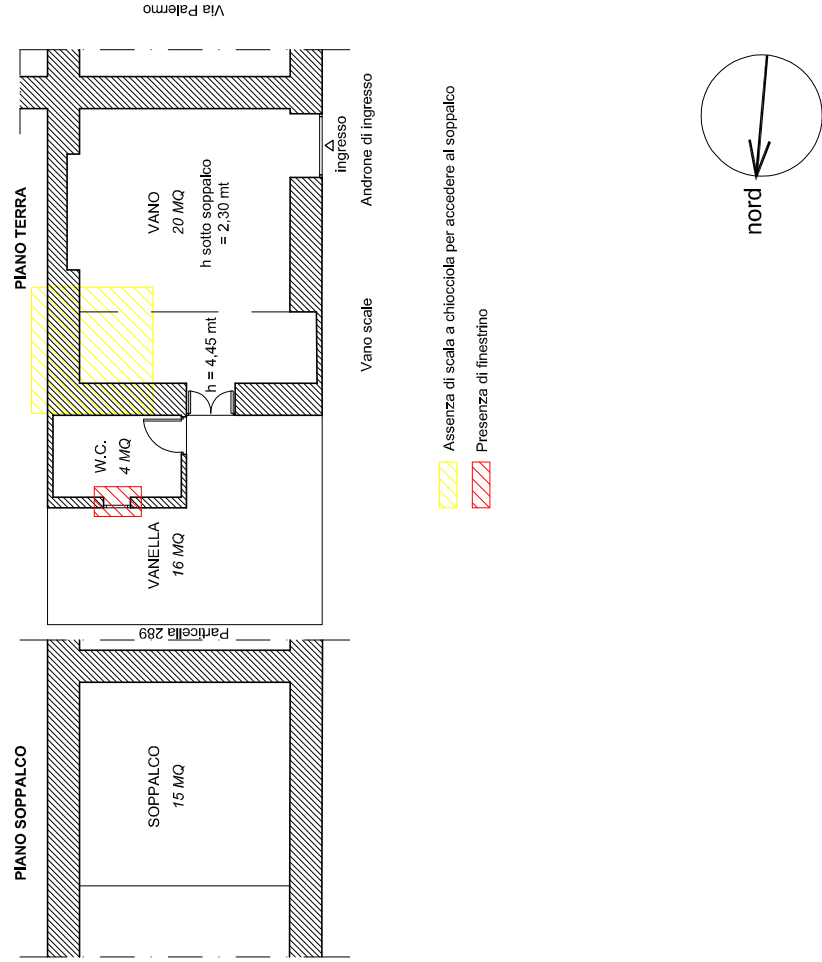 Via Palermo
PIANO TERRA
VANO
20 MQ
h sotto soppalco
= 2,30 mt
ingresso
Androne di ingresso
h = 4,45 mt
Vano scale
W.C.
4 MQ
VANELLA
16 MQ
Particella 289
PIANO SOPPALCO
SOPPALCO
15 MQ
Assenza di scala a chiocciola per accedere al soppalco
Presenza di finestrino
nord